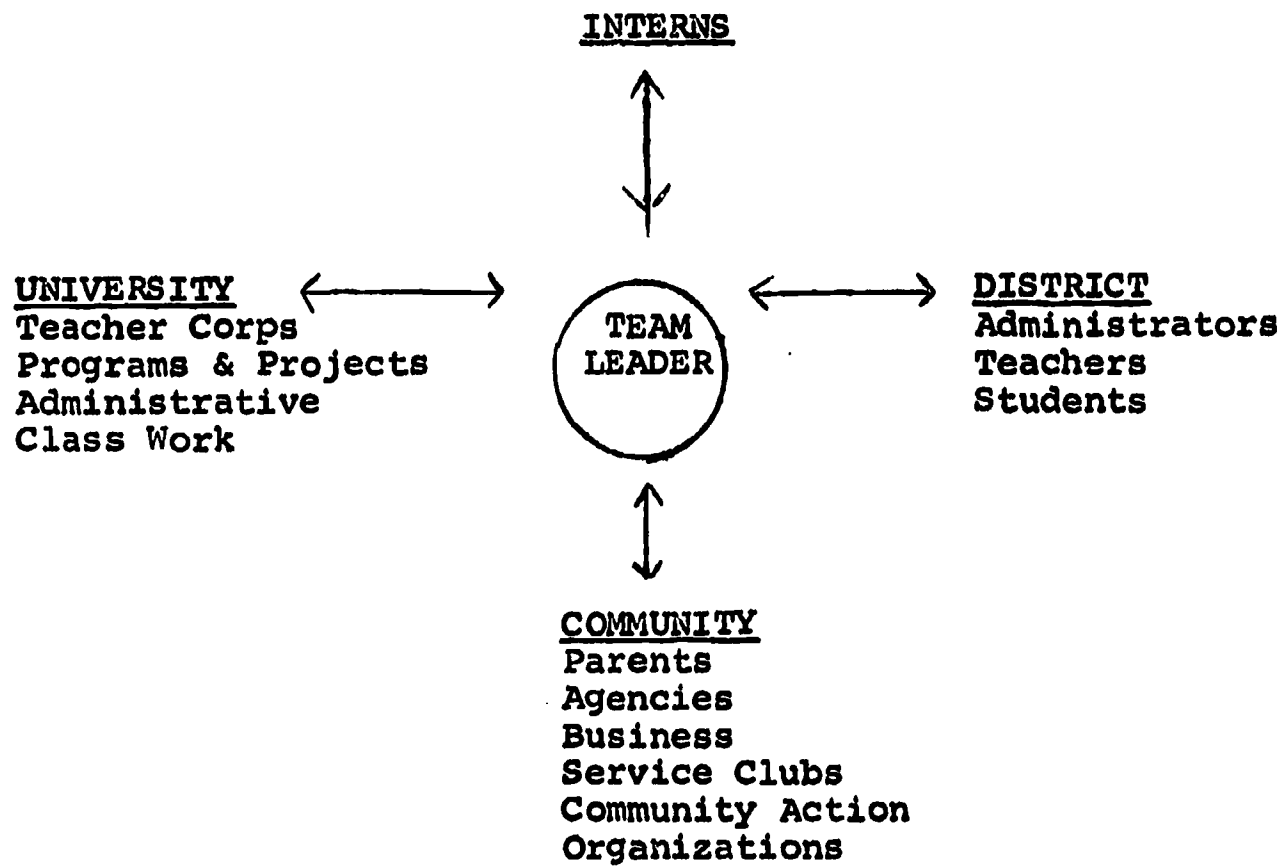 INTERNS
UNIVERSITY
Teacher Corps
Programs & Projects
Administrative
Class Work
TEAM
LEADER
DISTRICT
Administrators
Teachers
Students
COMMUNITY
Parents
Agencies
Business
Service Clubs
Community Action
Organizations